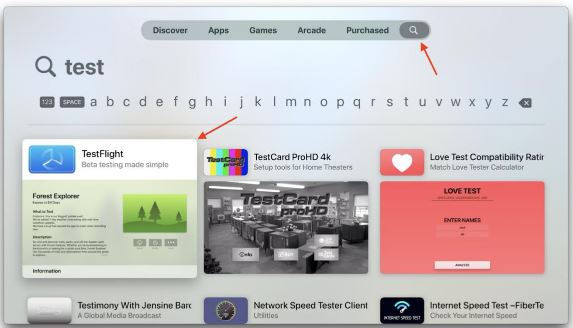 Discover Apps Games Arcade Purchased
test
123 SPACE a b c d e f g h i j k l m n o p q r s t u v w x y z
TestFlight
Beta testing made simple
TestCard ProHD 4k
Setup tools for Home Theaters
Love Test Compatibility Ratin
Match Love Tester Calculator
Forest Explorer
What to Test
Description
Information
TestCard
proHD
TestCard
proHD
LOVE TEST
ENTER NAMES
ANALYZE
Testimony With Jensine Bard
A Global Media Broadcast
Network Speed Tester Client
Utilities
INTERNET SPEED TEST
Internet Speed Test –FiberTe
Check Your Internet Speed